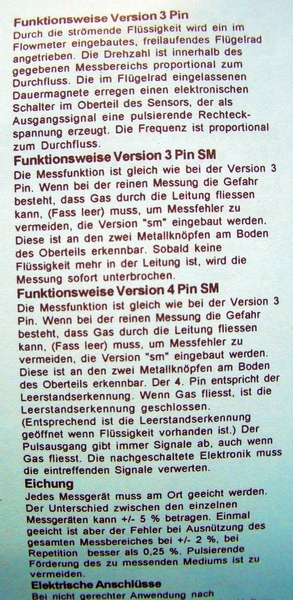 Funktionsweise Version 3 Pin
Durch die strömende Flüssigkeit wird ein im
Flowmeter eingebautes, freilaufendes Flügelrad
angetrieben. Die Drehzahl ist innerhalb des
gegebenen Messbereichs proportional zum
Durchfluss. Die im Flügelrad eingelassenen
Dauermagnete erregen einen elektronischen
Schalter im Oberteil des Sensors, der als
Ausgangssignal eine pulsierende Rechteck-
spannung erzeugt. Die Frequenz ist proportional
zum Durchfluss.
Funktionsweise Version 3 Pin SM
Die Messfunktion ist gleich wie bei der Version 3
Pin. Wenn bei der reinen Messung die Gefahr
besteht, dass Gas durch die Leitung fliessen
kann, (Fass leer) muss, um Messfehler zu
vermeiden, die Version "sm" eingebaut werden.
Diese ist an den zwei Metallknöpfen am Boden
des Oberteils erkennbar. Sobald keine
Flüssigkeit mehr in der Leitung ist, wird die
Messung sofort unterbrochen.
Funktionsweise Version 4 Pin SM
Die Messfunktion ist gleich wie bei der Version 3
Pin. Wenn bei der reinen Messung die Gefahr
besteht, dass Gas durch die Leitung fliessen
kann, (Fass leer) muss, um Messfehler zu
vermeiden, die Version "sm" eingebaut werden.
Diese ist an den zwei Metallknöpfen am Boden
des Oberteils erkennbar. Der 4. Pin entspricht der
Leerstandserkennung. Wenn Gas fliesst, ist die
Leerstandserkennung geschlossen.
(Entsprechend ist die Leerstandserkennung
geöffnet wenn Flüssigkeit vorhanden ist.) Der
Pulsausgang gibt immer Signale ab, auch wenn
Gas fliesst. Die nachgeschaltete Elektronik muss
die eintreffenden Signale verwerten.
Eichung
Jedes Messgerät muss am Ort geeicht werden.
Der Unterschied zwischen den einzelnen
Messgeräten kann +/- 5 % betragen. Einmal
geeicht ist aber der Fehler bei Ausnützung des
gesamten Messbereiches bei +/- 2 %, bei
Repetition besser als 0,25 %. Pulsierende
Förderung des zu messenden Mediums ist zu
vermeiden.
Elektrische Anschlüsse
Bei nicht gerechter Anwendung nach